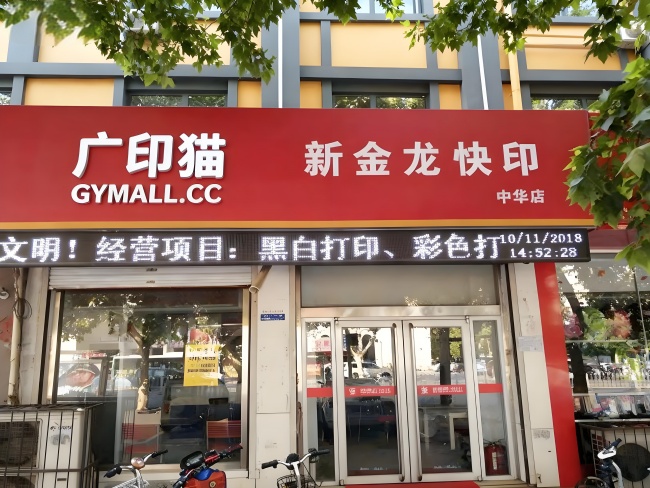 广印猫
GYMALL.CC
新金龙快印
中华店
文明！经营项目：黑白打印、彩色打
10/11/2018
14:52:28